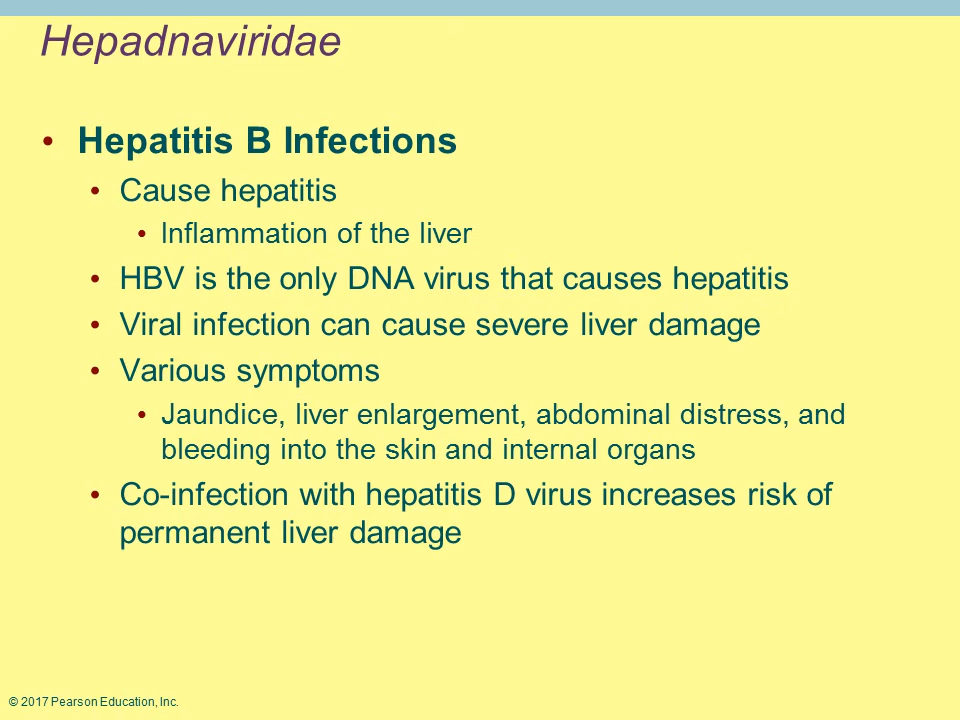 Hepadnaviridae
• Hepatitis B Infections
• Cause hepatitis
• Inflammation of the liver
• HBV is the only DNA virus that causes hepatitis
• Viral infection can cause severe liver damage
• Various symptoms
• Jaundice, liver enlargement, abdominal distress, and
bleeding into the skin and internal organs
• Co-infection with hepatitis D virus increases risk of
permanent liver damage
© 2017 Pearson Education, Inc.